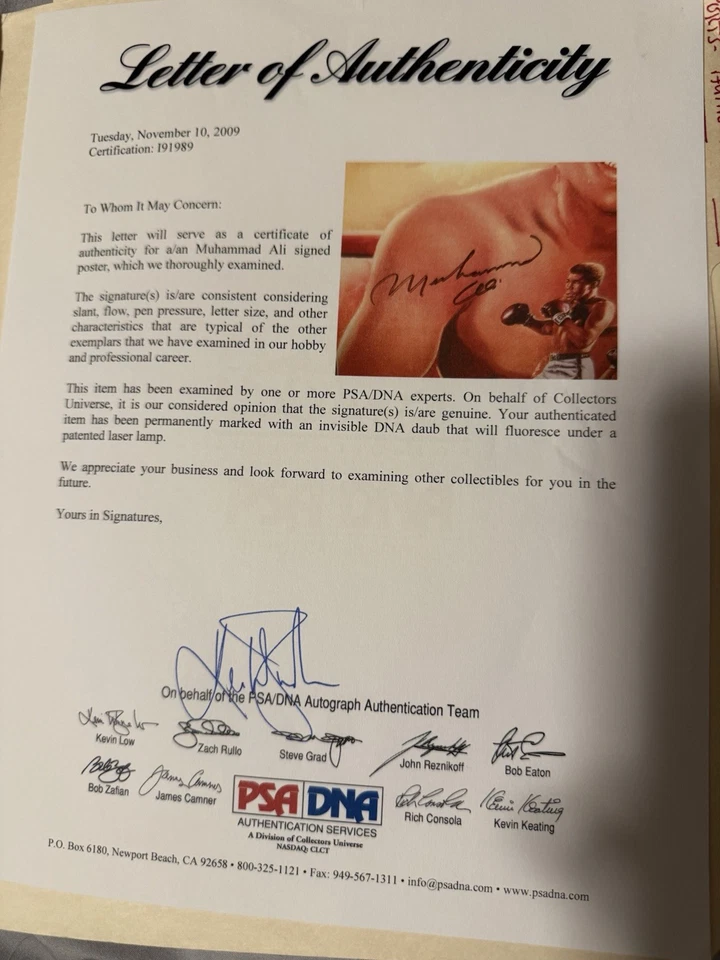 Letter of Authenticity
Tuesday, November 10, 2009
Certification: I91989
To Whom It May Concern:
This letter will serve as a certificate of
authenticity for a/an Muhammad Ali signed
poster, which we thoroughly examined.
Muhammad
Ali
The signature(s) is/are consistent considering
slant, flow, pen pressure, letter size, and other
characteristics that are typical of the other
exemplars that we have examined in our hobby
and professional career.
This item has been examined by one or more PSA/DNA experts. On behalf of Collectors
Universe, it is our considered opinion that the signature(s) is/are genuine. Your authenticated
item has been permanently marked with an invisible DNA daub that will fluoresce under a
patented laser lamp.
We appreciate your business and look forward to examining other collectibles for you in the
future.
Yours in Signatures,
On behalf of the PSA/DNA Autograph Authentication Team
Kevin Low
Zach Rullo
Steve Grad
John Reznikoff
Bob Eaton
Bob Zafian
James Camner
James Camner
PSA DNA
AUTHENTICATION SERVICES
A Division of Collectors Universe
NASDAQ: CLCT
Rich Consola
Kevin Keating
Kevin Keating
P.O. Box 6180, Newport Beach, CA 92658 • 800-325-1121 • Fax: 949-567-1311 • info@psadna.com • www.psadna.com